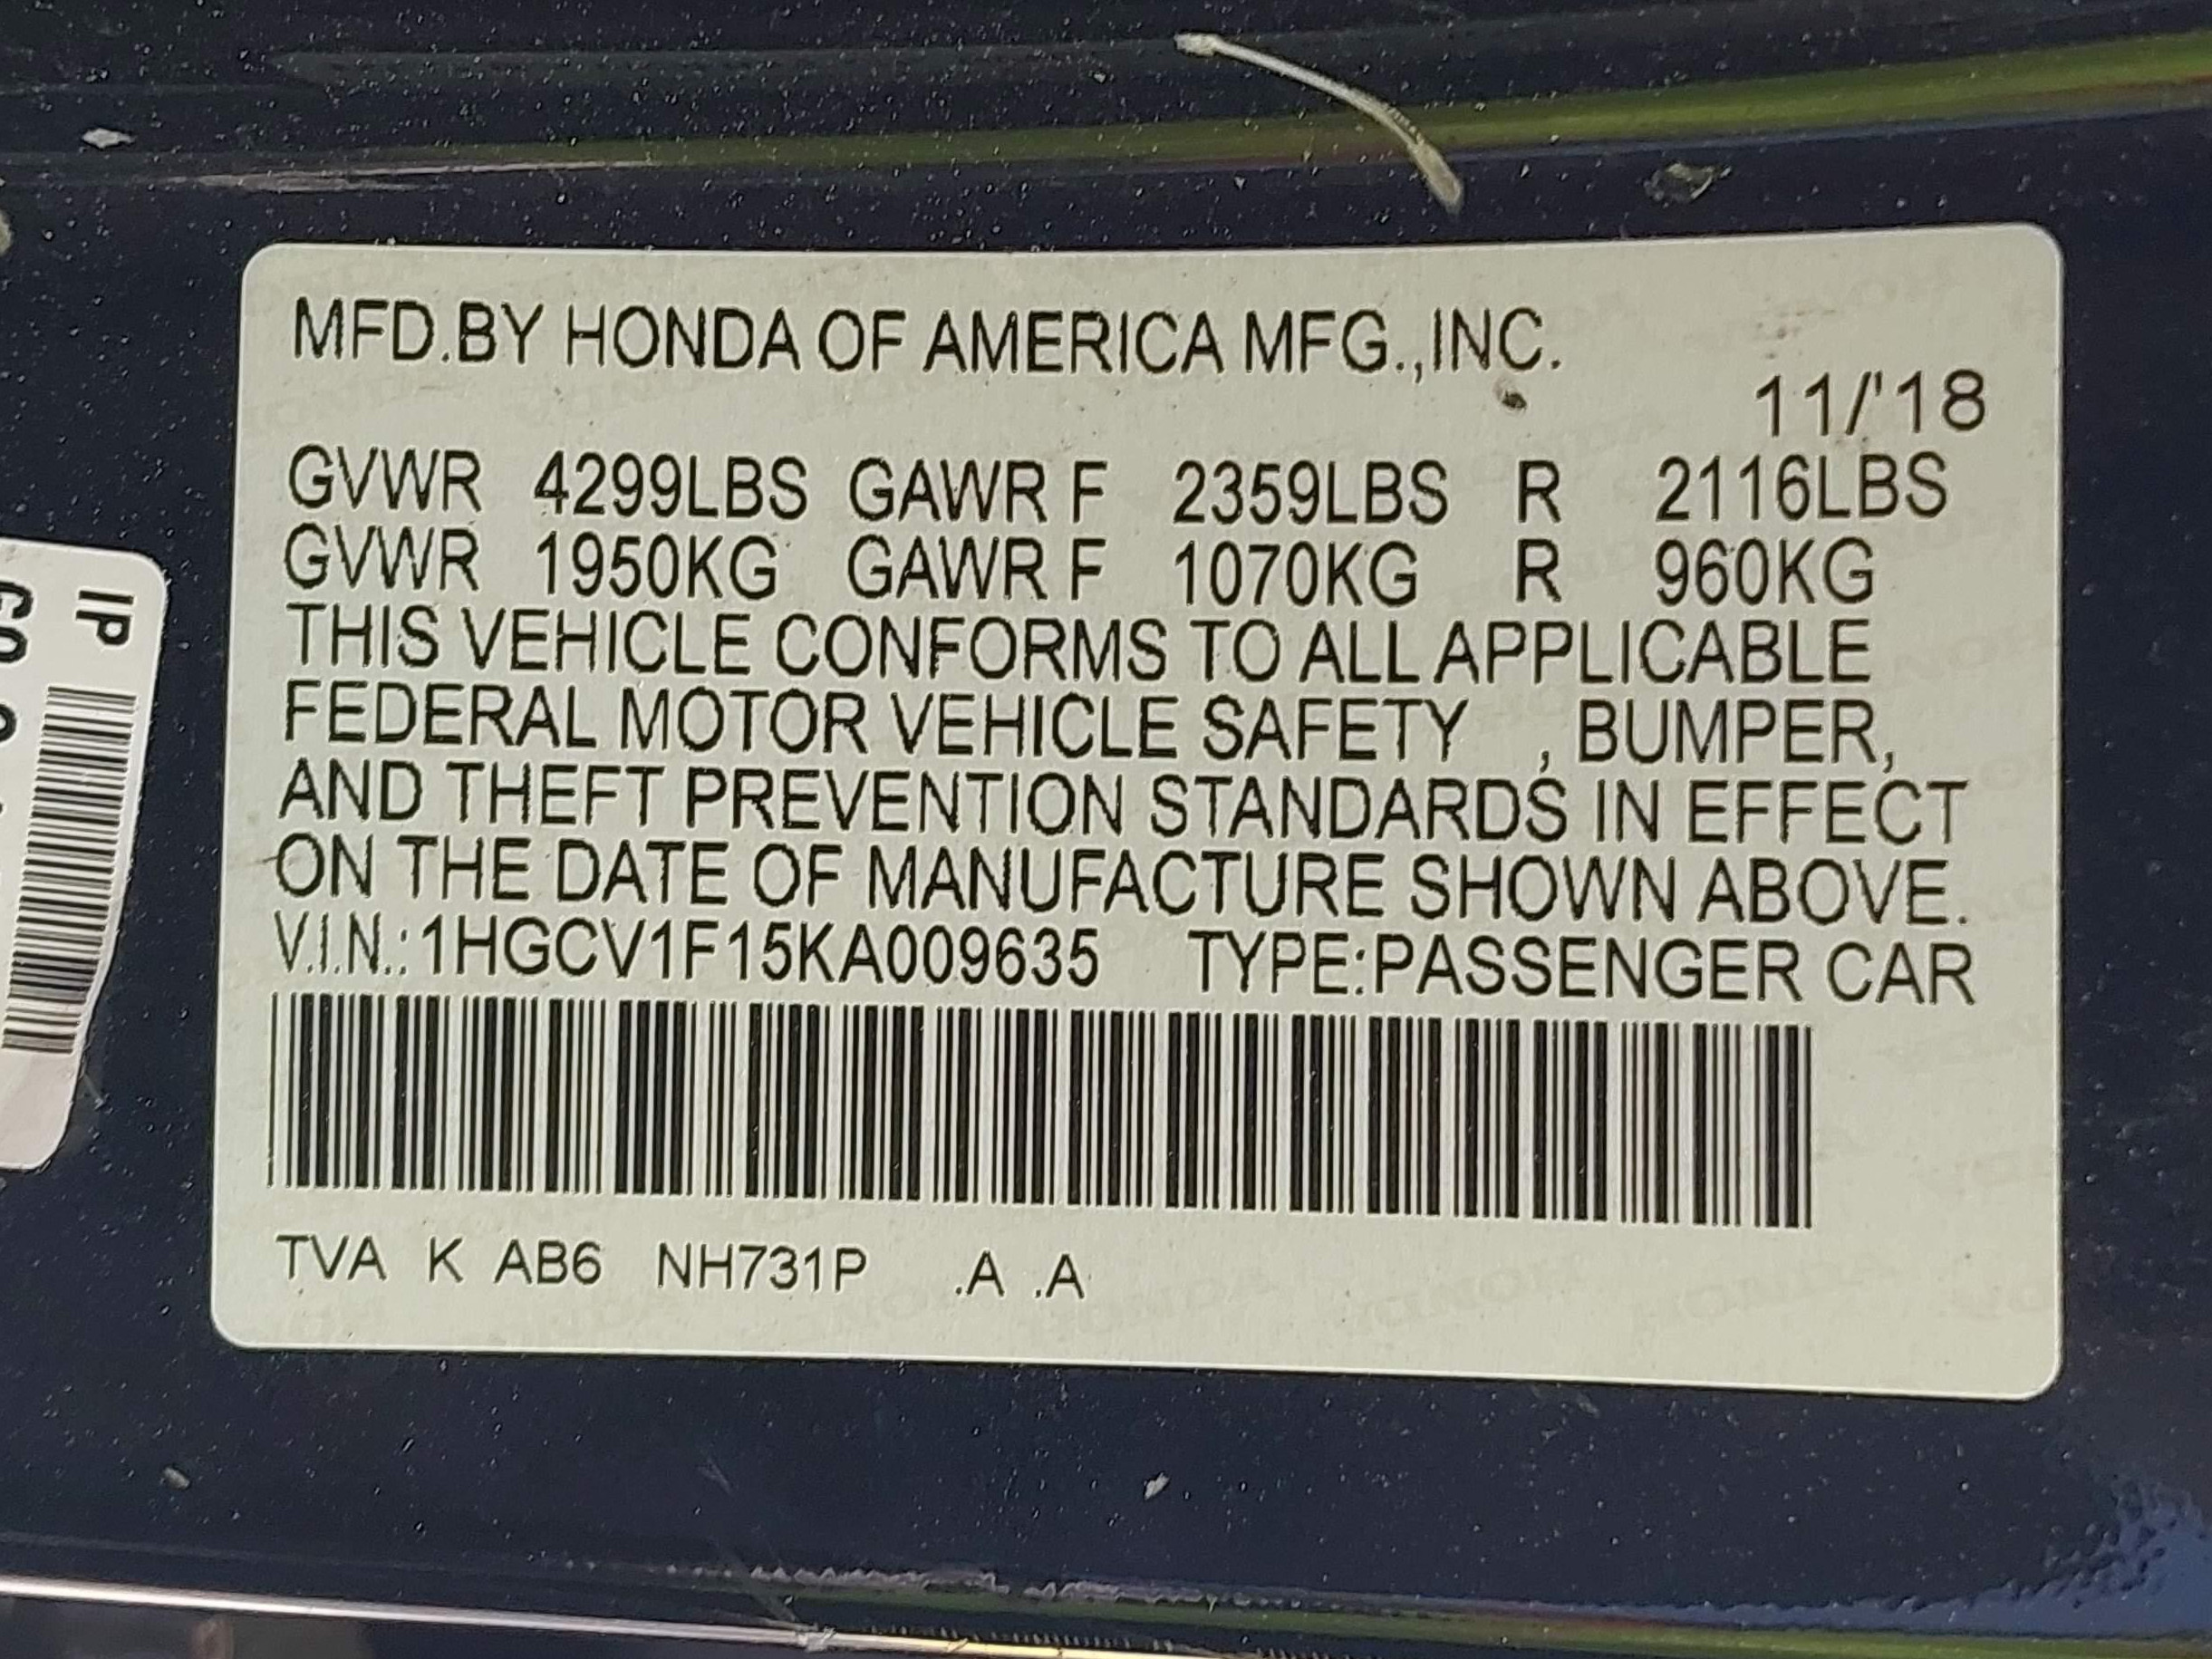 MFD.BY HONDA OF AMERICA MFG.,INC.
11/'18
GVWR 4299LBS GAWR F 2359LBS R 2116LBS
GVWR 1950KG GAWR F 1070KG R 960KG
THIS VEHICLE CONFORMS TO ALL APPLICABLE
FEDERAL MOTOR VEHICLE SAFETY , BUMPER,
AND THEFT PREVENTION STANDARDS IN EFFECT
ON THE DATE OF MANUFACTURE SHOWN ABOVE.
V.I.N.:1HGCV1F15KA009635 TYPE:PASSENGER CAR
TVA K AB6 NH731P .A .A
IP